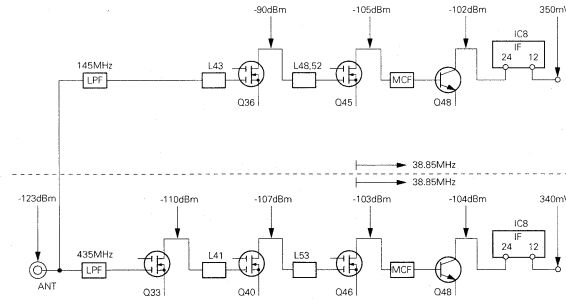 -90dBm -105dBm -102dBm 350mV
IC8
145MHz L43 L48,52 IF
24 12
LPF MCF
Q36 Q45 Q48
38.85MHz
38.85MHz
-123dBm -110dBm -107dBm -103dBm -104dBm 340mV
IC8
435MHz L41 L53 IF
24 12
LPF MCF
ANT Q33 Q40 Q46 Q48